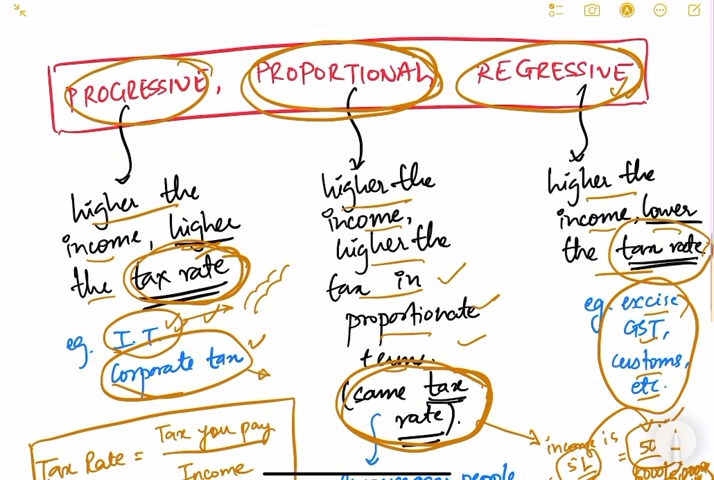 PROGRESSIVE, PROPORTIONAL, REGRESSIVE
higher the
income, higher
the tax rate
eg. I.T.
Corporate tax
Tax Rate = Tax you pay
Income
higher the
income,
higher the
tax in
proportionate
terms.
(same tax
rate).
people
higher the
income, lower
the tax rate
eg. excise,
GST,
customs,
etc.
income is
5L
= 50